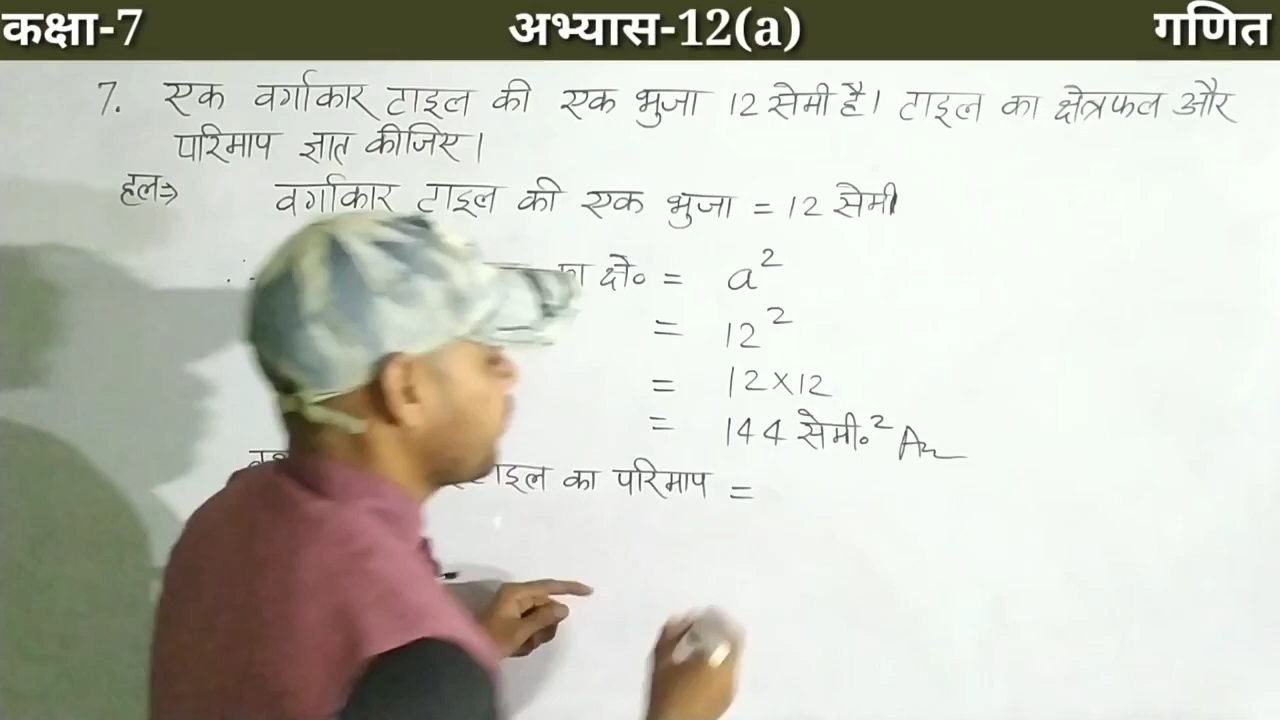 कक्षा-7 अभ्यास-12(a) गणित
7. एक वर्गाकार टाइल की एक भुजा 12 सेमी है। टाइल का क्षेत्रफल और
परिमाप ज्ञात कीजिए।
हल⇒ वर्गाकार टाइल की एक भुजा = 12 सेमी
का क्षे० = a²
= 12²
= 12×12
= 144 सेमी०² Ans
टाइल का परिमाप =